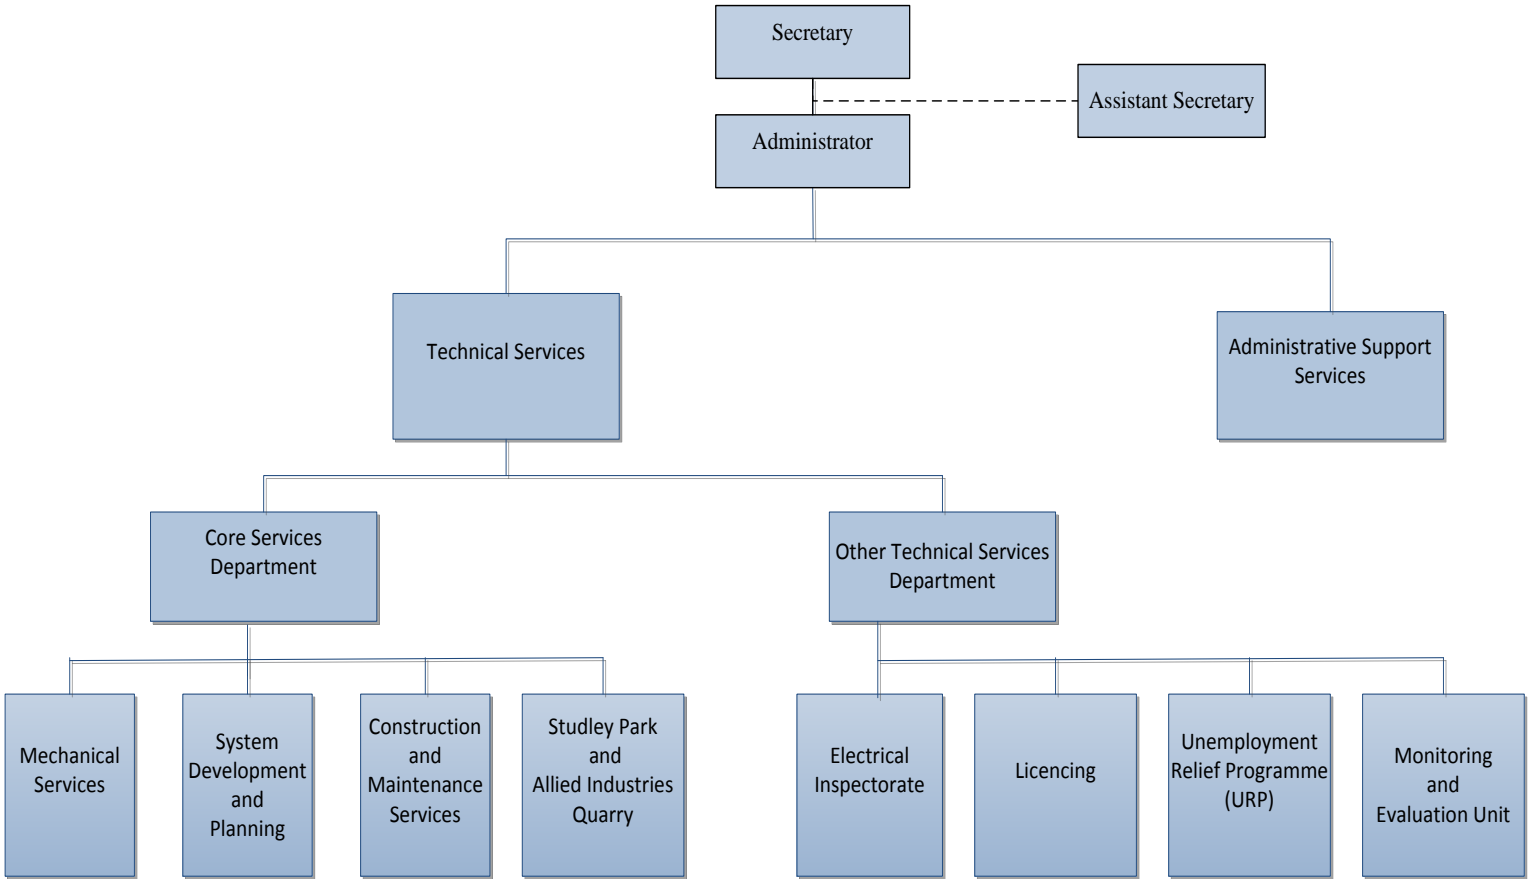 Secretary
Assistant Secretary
Administrator
Technical Services
Administrative Support
Services
Core Services
Department
Other Technical Services
Department
Mechanical
Services
System
Development
and
Planning
Construction
and
Maintenance
Services
Studley Park
and
Allied Industries
Quarry
Electrical
Inspectorate
Licencing
Unemployment
Relief Programme
(URP)
Monitoring
and
Evaluation Unit